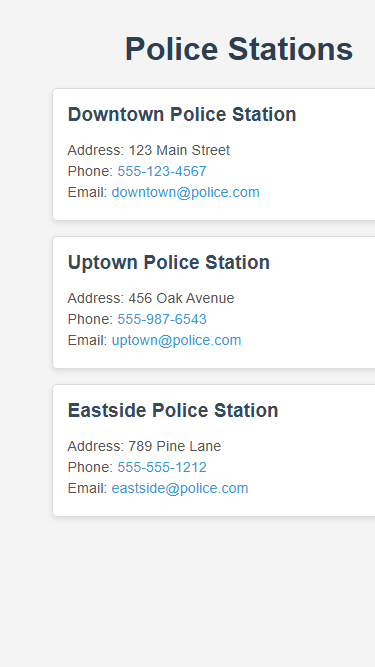 Police Stations
Downtown Police Station
Address: 123 Main Street
Phone: 555-123-4567
Email: downtown@police.com
Uptown Police Station
Address: 456 Oak Avenue
Phone: 555-987-6543
Email: uptown@police.com
Eastside Police Station
Address: 789 Pine Lane
Phone: 555-555-1212
Email: eastside@police.com